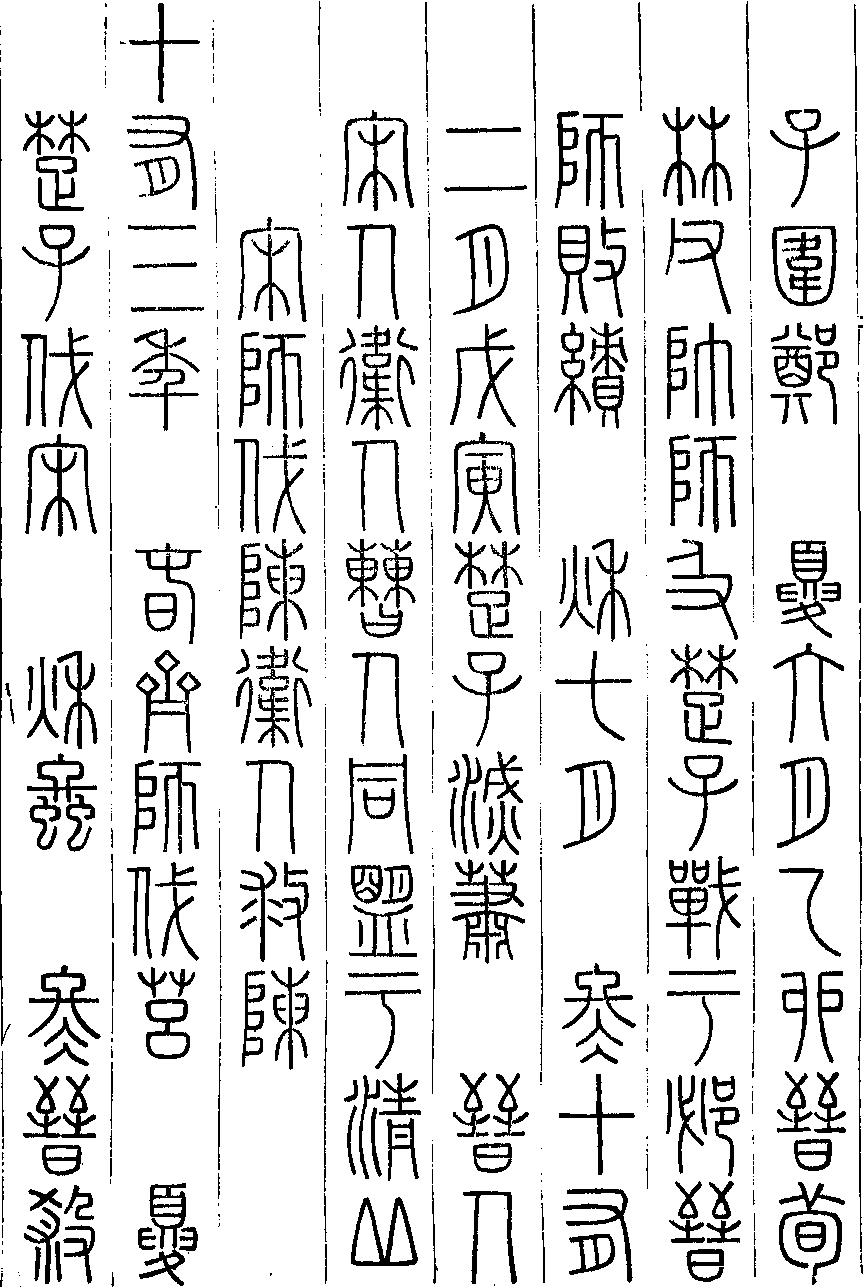 子圍鄭　夏六月乙卯晉荀
林父帥師及楚子戰于邲晉
師敗績　秋七月　冬十有
二月戊寅楚子滅蕭　晉人
宋人衛人曹人同盟于清丘
宋師伐陳衛人救陳
十有三年　春齊師伐莒　夏
楚子伐宋　秋螽　冬晉殺